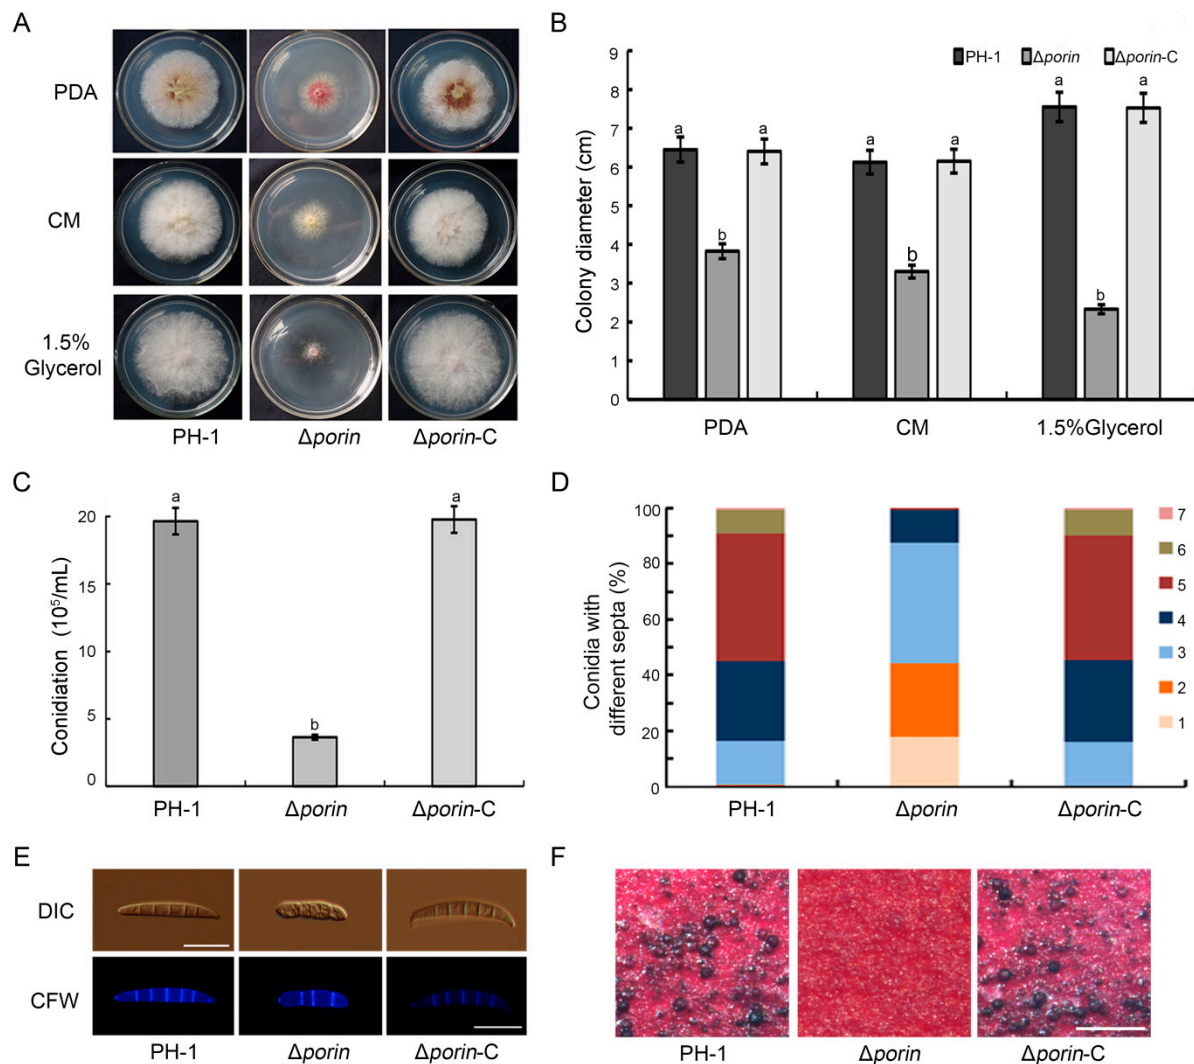 A
PDA
CM
1.5%
Glycerol
PH-1
Δporin
Δporin-C
B
PH-1
Δporin
Δporin-C
Colony diameter (cm)
9
8
7
6
5
4
3
2
1
0
a
b
a
a
b
a
a
b
a
PDA
CM
1.5%Glycerol
C
Conidiation (10⁵/mL)
20
15
10
5
0
a
b
a
PH-1
Δporin
Δporin-C
D
Conidia with
different septa (%)
100
80
60
40
20
0
PH-1
Δporin
Δporin-C
7
6
5
4
3
2
1
E
DIC
CFW
PH-1
Δporin
Δporin-C
F
PH-1
Δporin
Δporin-C